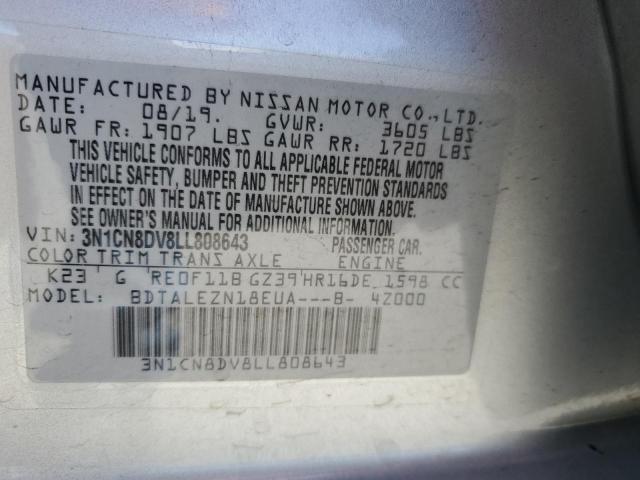 MANUFACTURED BY NISSAN MOTOR CO., LTD.
DATE: 08/19. GVWR: 3605 LBS
GAWR FR: 1907 LBS GAWR RR: 1720 LBS
THIS VEHICLE CONFORMS TO ALL APPLICABLE FEDERAL MOTOR
VEHICLE SAFETY, BUMPER AND THEFT PREVENTION STANDARDS
IN EFFECT ON THE DATE OF MANUFACTURE SHOWN ABOVE.
SEE OWNER'S MANUAL FOR ADDITIONAL INFORMATION.
VIN: 3N1CN8DV8LL808643 PASSENGER CAR.
COLOR TRIM TRANS AXLE ENGINE
K23 G RE0F11B GZ39 HR16DE 1598 CC
BDTALEZN18EUA---B- 4Z000
3N1CN8DV8LL808643